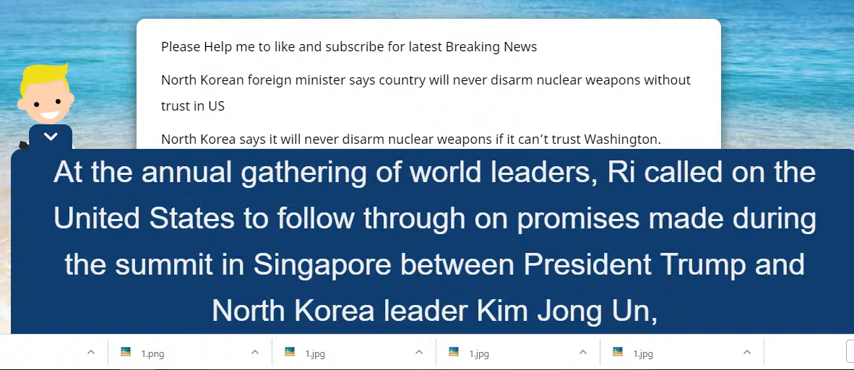 Please Help me to like and subscribe for latest Breaking News
North Korean foreign minister says country will never disarm nuclear weapons without
trust in US
North Korea says it will never disarm nuclear weapons if it can’t trust Washington.
At the annual gathering of world leaders, Ri called on the
United States to follow through on promises made during
the summit in Singapore between President Trump and
North Korea leader Kim Jong Un,
1.png
1.jpg
1.jpg
1.jpg